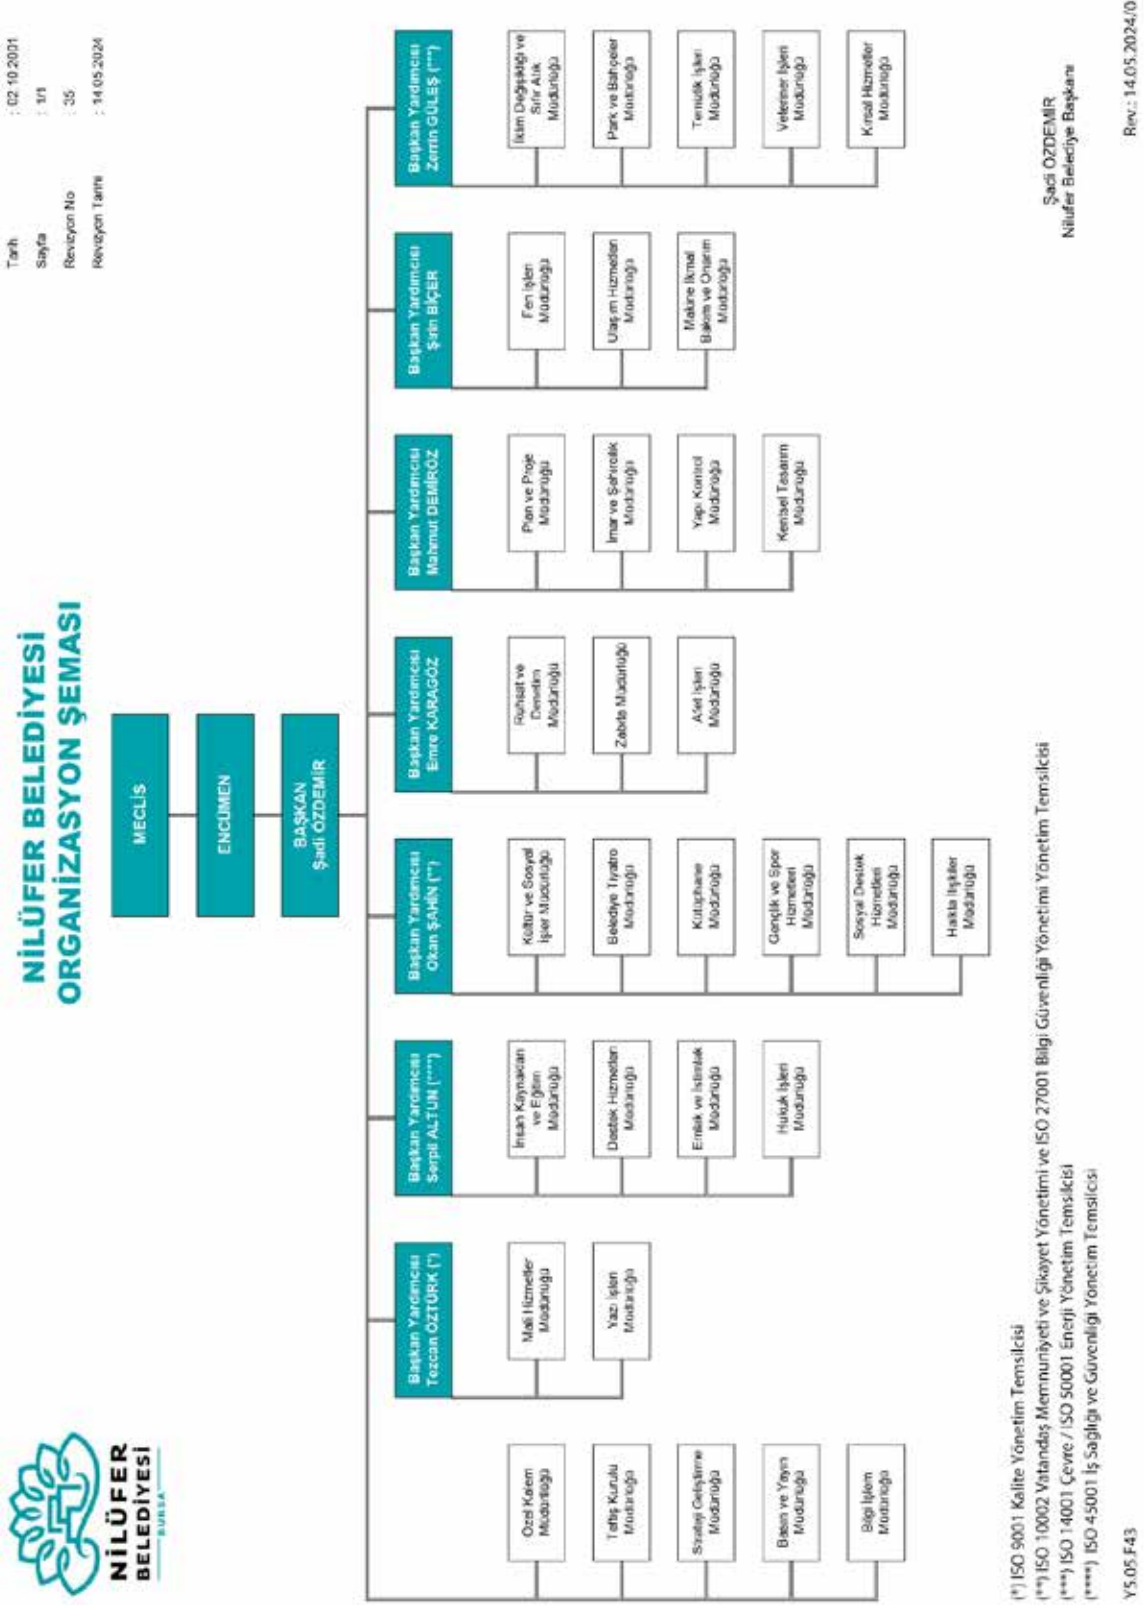 NİLÜFER
BELEDİYESİ
BURSA
NİLÜFER BELEDİYESİ
ORGANİZASYON ŞEMASI
Tarih : 02.10.2001
Sayfa : 1/1
Revizyon No : 35
Revizyon Tarihi : 14.05.2024
MECLİS
ENCÜMEN
BAŞKAN
Şadi ÖZDEMİR
Özel Kalem
Müdürlüğü
Teftiş Kurulu
Müdürlüğü
Strateji Geliştirme
Müdürlüğü
Basın ve Yayın
Müdürlüğü
Bilgi İşlem
Müdürlüğü
Başkan Yardımcısı
Tezcan ÖZTÜRK (*)
Mali Hizmetler
Müdürlüğü
Yazı İşleri
Müdürlüğü
Başkan Yardımcısı
Serpil ALTUN (****)
İnsan Kaynakları
ve Eğitim
Müdürlüğü
Destek Hizmetleri
Müdürlüğü
Emlak ve İstimlak
Müdürlüğü
Hukuk İşleri
Müdürlüğü
Başkan Yardımcısı
Okan ŞAHİN (**)
Kültür ve Sosyal
İşler Müdürlüğü
Belediye Tiyatro
Müdürlüğü
Kütüphane
Müdürlüğü
Gençlik ve Spor
Hizmetleri
Müdürlüğü
Sosyal Destek
Hizmetleri
Müdürlüğü
Halkla İlişkiler
Müdürlüğü
Başkan Yardımcısı
Emre KARAGÖZ
Ruhsat ve
Denetim
Müdürlüğü
Zabıta Müdürlüğü
Afet İşleri
Müdürlüğü
Başkan Yardımcısı
Mahmut DEMİRÖZ
Plan ve Proje
Müdürlüğü
İmar ve Şehircilik
Müdürlüğü
Yapı Kontrol
Müdürlüğü
Kentsel Tasarım
Müdürlüğü
Başkan Yardımcısı
Şirin BİÇER
Fen İşleri
Müdürlüğü
Ulaşım Hizmetleri
Müdürlüğü
Makine İkmal
Bakım ve Onarım
Müdürlüğü
Başkan Yardımcısı
Zerrin GÜLEŞ (***)
İklim Değişikliği ve
Sıfır Atık
Müdürlüğü
Park ve Bahçeler
Müdürlüğü
Temizlik İşleri
Müdürlüğü
Veteriner İşleri
Müdürlüğü
Kırsal Hizmetler
Müdürlüğü
(*) ISO 9001 Kalite Yönetim Temsilcisi
(**) ISO 10002 Vatandaş Memnuniyeti ve Şikayet Yönetimi ve ISO 27001 Bilgi Güvenliği Yönetimi Yönetim Temsilcisi
(***) ISO 14001 Çevre / ISO 50001 Enerji Yönetim Temsilcisi
(****) ISO 45001 İş Sağlığı ve Güvenliği Yönetim Temsilcisi
Şadi ÖZDEMİR
Nilüfer Belediye Başkanı
Y5.05.F43
Rev.: 14.05.2024/0